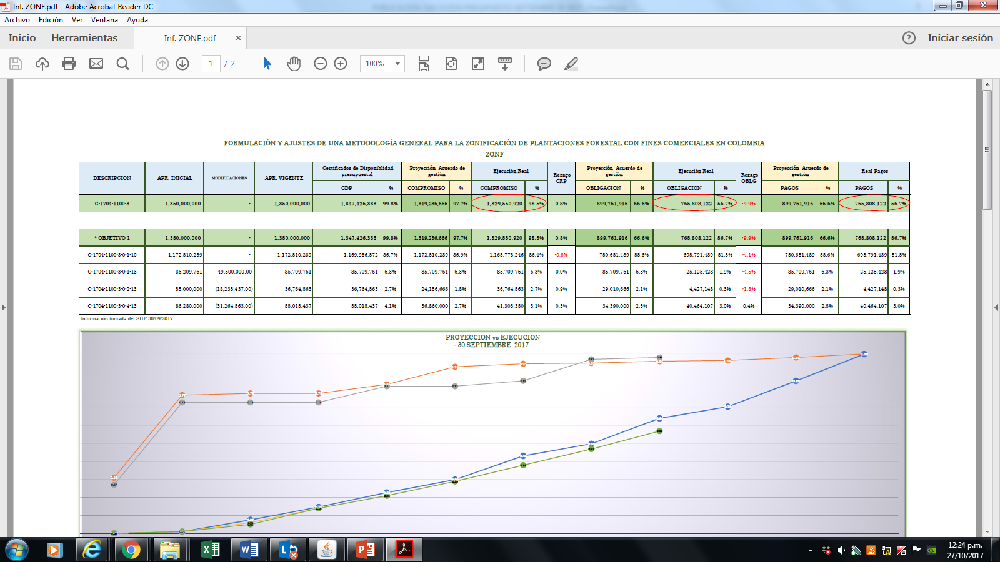 Inf. ZONF.pdf - Adobe Acrobat Reader DC
Archivo Edición Ver Ventana Ayuda
Inicio Herramientas Inf. ZONF.pdf × ? Iniciar sesión
1 / 2 100%
FORMULACIÓN Y AJUSTES DE UNA METODOLOGÍA GENERAL PARA LA ZONIFICACIÓN DE PLANTACIONES FORESTAL CON FINES COMERCIALES EN COLOMBIA
ZONF
DESCRIPCION APR. INICIAL MODIFICACIONES APR. VIGENTE Certificados de Disponiblidad presupuestal Proyección Acuerdo de gestión Ejecución Real Rezago CRP Proyección Acuerdo de gestión Ejecución Real Rezago OBLG Proyección Acuerdo de gestión Real Pagos
CDP % COMPROMISO % COMPROMISO % OBLIGACION % OBLIGACION % PAGOS % PAGOS %
C-1704-1100-3 1,350,000,000 - 1,350,000,000 1,347,426,333 99.8% 1,319,236,666 97.7% 1,329,550,920 98.5% 0.8% 899,761,916 66.6% 765,808,122 56.7% -9.9% 899,761,916 66.6% 765,808,122 56.7%
* OBJETIVO 1 1,350,000,000 - 1,350,000,000 1,347,426,333 99.8% 1,319,236,666 97.7% 1,329,550,920 98.5% 0.8% 899,761,916 66.6% 765,808,122 56.7% -9.9% 899,761,916 66.6% 765,808,122 56.7%
C-1704-1100-3-0-1-10 1,172,510,239 - 1,172,510,239 1,169,936,572 86.7% 1,172,510,239 86.9% 1,165,773,246 86.4% -0.5% 750,651,489 55.6% 695,791,439 51.5% -4.1% 750,651,489 55.6% 695,791,439 51.5%
C-1704-1100-3-0-1-13 36,209,761 49,500,000.00 85,709,761 85,709,761 6.3% 85,709,761 6.3% 85,709,761 6.3% 0.0% 85,709,761 6.3% 25,125,428 1.9% -4.5% 85,709,761 6.3% 25,125,428 1.9%
C-1704-1100-3-0-2-13 55,000,000 (18,235,437.00) 36,764,563 36,764,563 2.7% 24,156,666 1.8% 36,764,563 2.7% 0.9% 29,010,666 2.1% 4,427,148 0.3% -1.8% 29,010,666 2.1% 4,427,148 0.3%
C-1704-1100-3-0-4-13 86,280,000 (31,264,563.00) 55,015,437 55,015,437 4.1% 36,860,000 2.7% 41,303,350 3.1% 0.3% 34,390,000 2.5% 40,464,107 3.0% 0.4% 34,390,000 2.5% 40,464,107 3.0%
Información tomada del SIIF 30/09/2017
PROYECCION vs EJECUCION
- 30 SEPTIEMBRE 2017 -
12:24 p.m.
27/10/2017